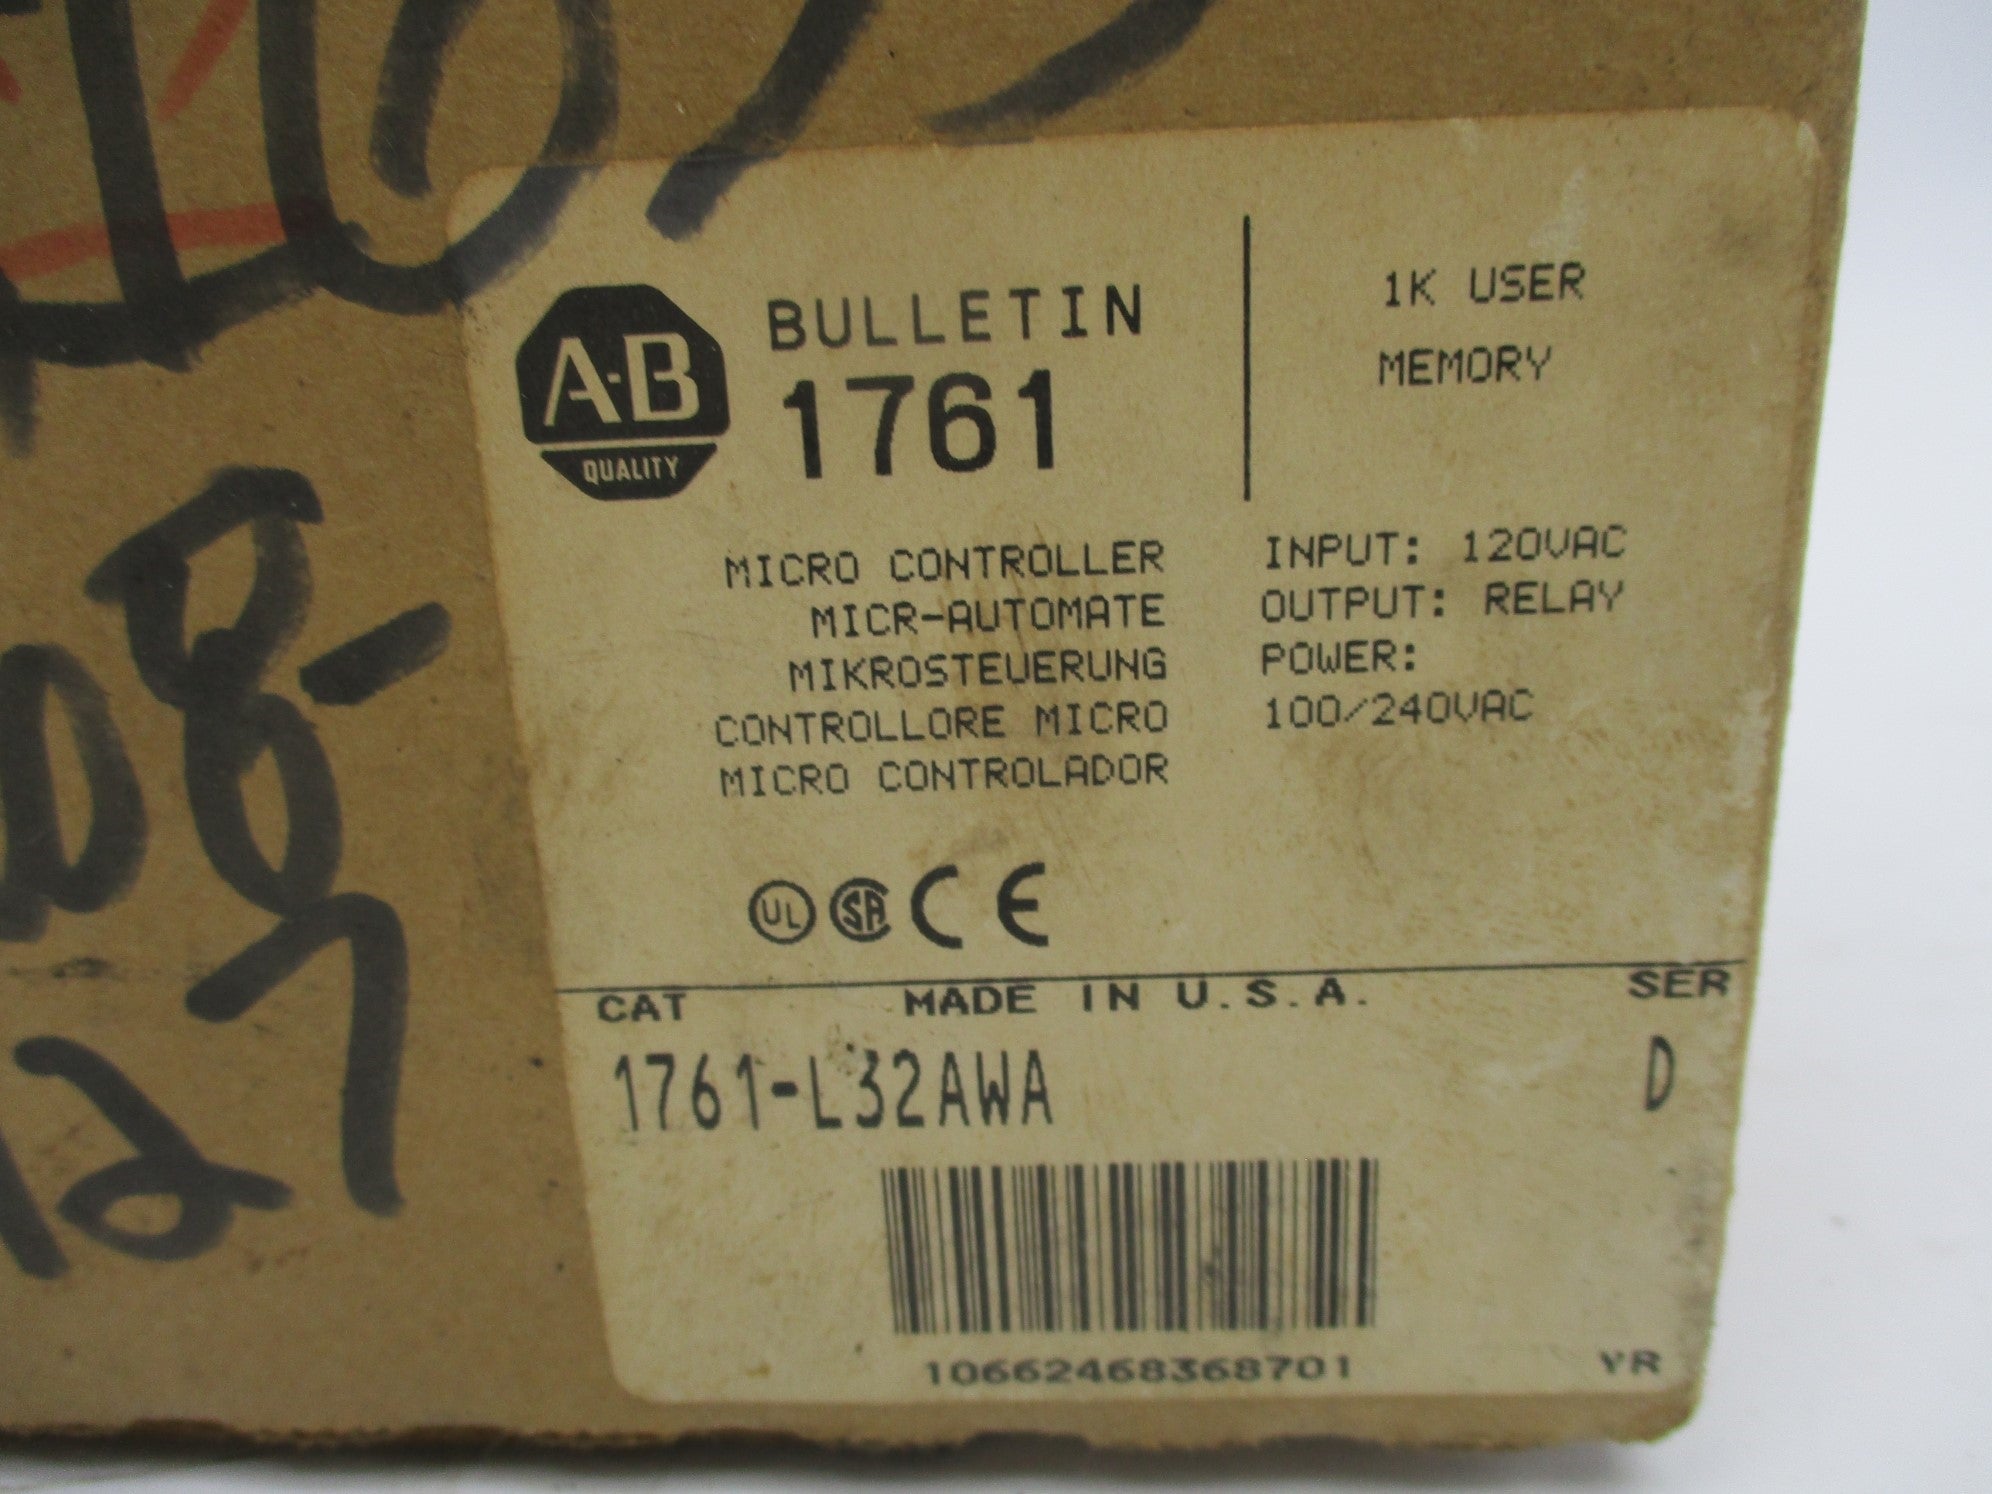 A-B
QUALITY
BULLETIN
1761
1K USER
MEMORY
MICRO CONTROLLER
MICR-AUTOMATE
MIKROSTEUERUNG
CONTROLLORE MICRO
MICRO CONTROLADOR
INPUT: 120VAC
OUTPUT: RELAY
POWER:
100/240VAC
UL SA CE
CAT MADE IN U.S.A. SER
1761-L32AWA D
10662468368701 YR